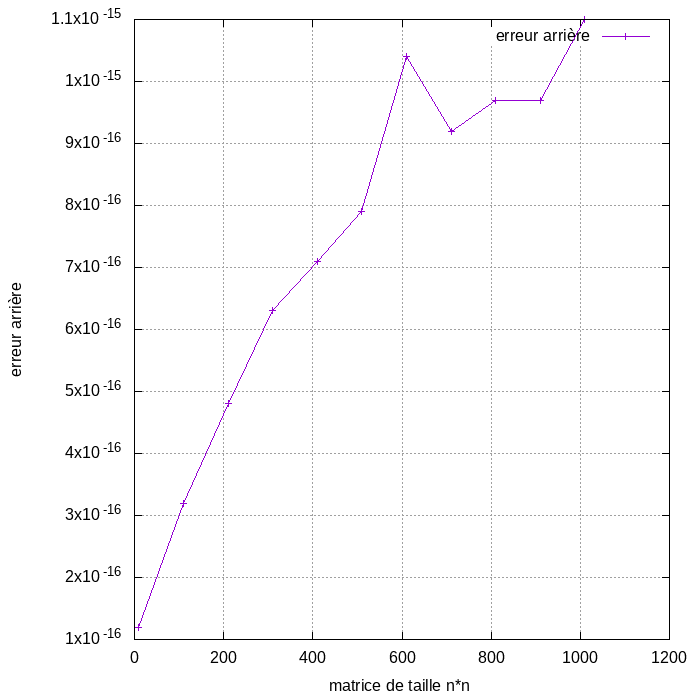 1.1x10^-15
erreur arrière
1x10^-15
9x10^-16
8x10^-16
7x10^-16
6x10^-16
5x10^-16
4x10^-16
3x10^-16
2x10^-16
1x10^-16
erreur arrière
0 200 400 600 800 1000 1200
matrice de taille n*n